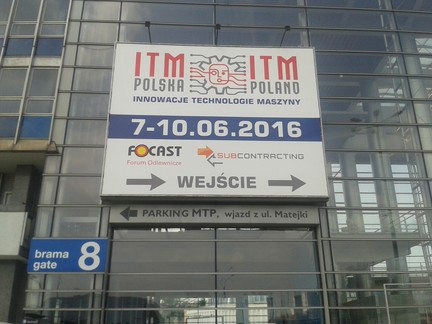 ITM ITM
POLSKA POLAND
INNOWACJE TECHNOLOGIE MASZYNY
7-10.06.2016
FOCAST SUBCONTRACTING
Forum Odlewnicze
WEJŚCIE
PARKING MTP, wjazd z ul. Matejki
brama
gate 8